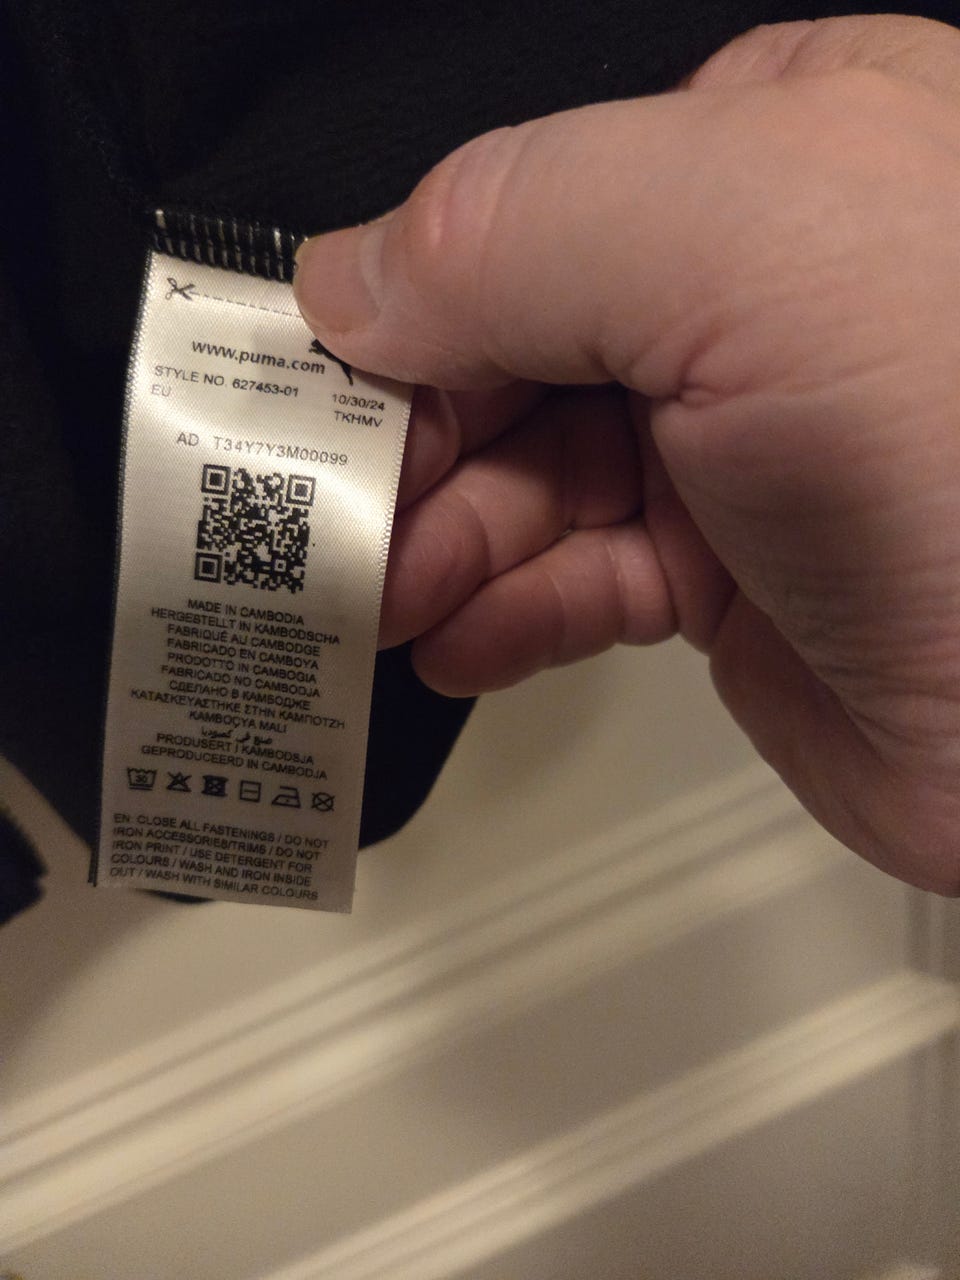 www.puma.com
STYLE NO. 627453-01 10/30/24
EU TKHMV
AD T34Y7Y3M00099
MADE IN CAMBODIA
HERGESTELLT IN KAMBODSCHA
FABRIQUÉ AU CAMBODGE
FABRICADO EN CAMBOYA
PRODOTTO IN CAMBOGIA
FABRICADO NO CAMBODJA
СДЕЛАНО В КАМБОДЖЕ
ΚΑΤΑΣΚΕΥΑΣΤΗΚΕ ΣΤΗΝ ΚΑΜΠΟΤΖΗ
KAMBOÇYA MALI
صنع في كمبوديا
PRODUSERT I KAMBODSJA
GEPRODUCEERD IN CAMBODJA
30
EN: CLOSE ALL FASTENINGS / DO NOT
IRON ACCESSORIES/TRIMS / DO NOT
IRON PRINT / USE DETERGENT FOR
COLOURS / WASH AND IRON INSIDE
OUT / WASH WITH SIMILAR COLOURS